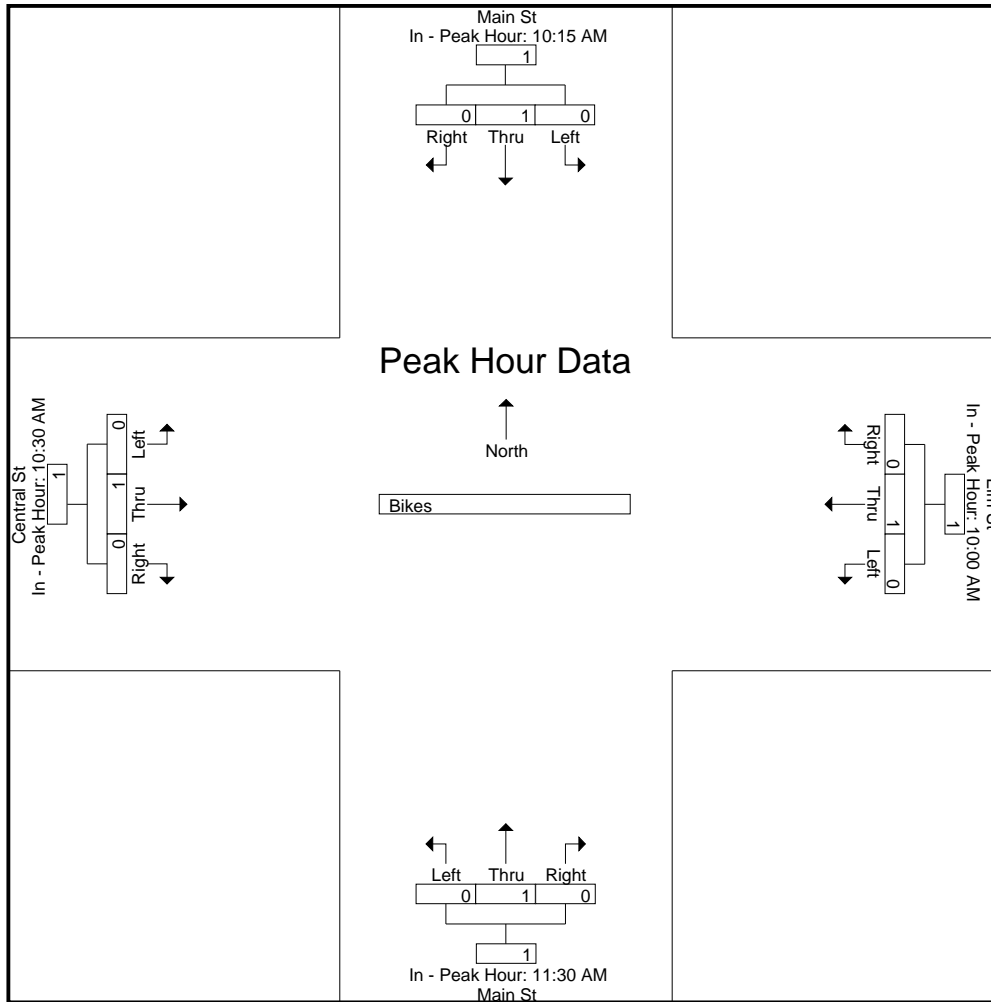 Main St
In - Peak Hour: 10:15 AM
1
0 1 0
Right Thru Left
Peak Hour Data
North
Bikes
Central St
In - Peak Hour: 10:30 AM
1
0 1 0
Left Thru Right
In - Peak Hour: 10:00 AM
1
0 1 0
Right Thru Left
Left Thru Right
0 1 0
1
In - Peak Hour: 11:30 AM
Main St